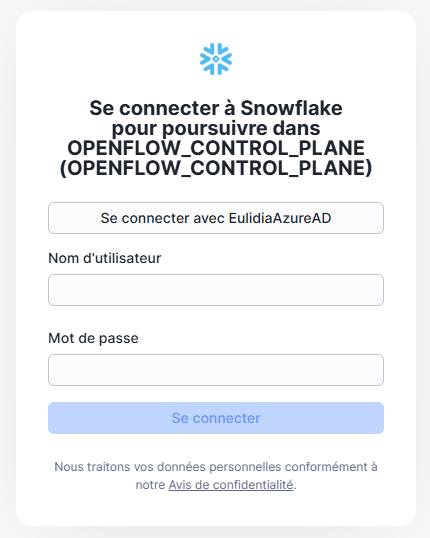 Se connecter à Snowflake
pour poursuivre dans
OPENFLOW_CONTROL_PLANE
(OPENFLOW_CONTROL_PLANE)
Se connecter avec EulidiaAzureAD
Nom d'utilisateur
Mot de passe
Se connecter
Nous traitons vos données personnelles conformément à
notre Avis de confidentialité.